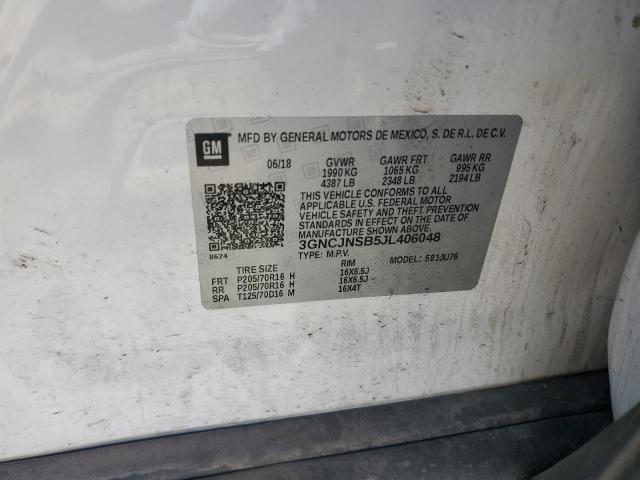 GM MFD BY GENERAL MOTORS DE MEXICO, S. DE R.L. DE C.V.
06/18 GVWR GAWR FRT GAWR RR
1990 KG 1065 KG 995 KG
4387 LB 2348 LB 2194 LB
THIS VEHICLE CONFORMS TO ALL
APPLICABLE U.S. FEDERAL MOTOR
VEHICLE SAFETY AND THEFT PREVENTION
STANDARDS IN EFFECT ON THE DATE OF
MANUFACTURE SHOWN ABOVE.
3GNCJNSB5JL406048
8624 TYPE: M.P.V. MODEL: 581JU76
TIRE SIZE RIM
FRT P205/70R16 H 16X6.5J
RR P205/70R16 H 16X6.5J
SPA T125/70D16 M 16X4T